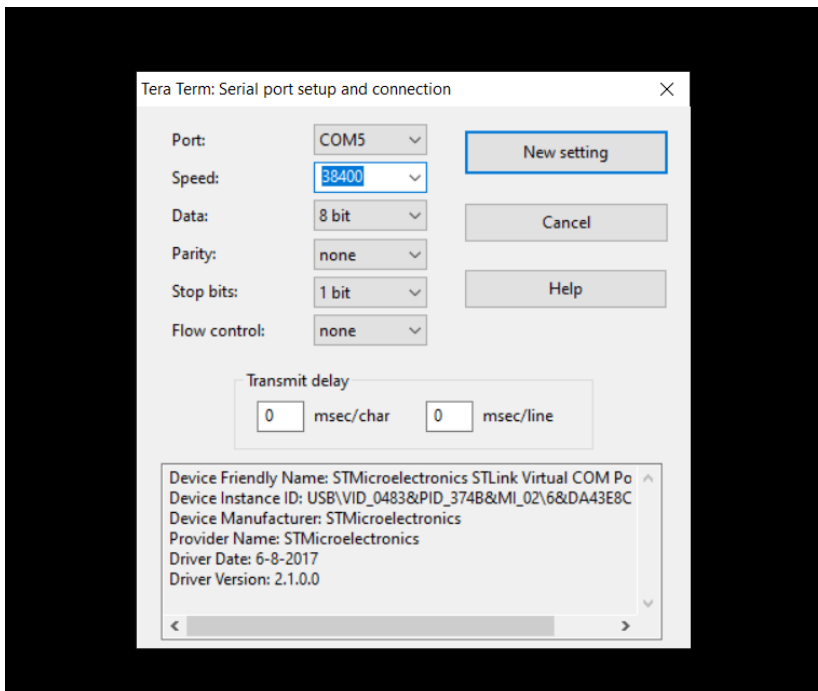 Tera Term: Serial port setup and connection
Port: COM5 New setting
Speed: 38400
Data: 8 bit Cancel
Parity: none
Stop bits: 1 bit Help
Flow control: none
Transmit delay
0 msec/char 0 msec/line
Device Friendly Name: STMicroelectronics STLink Virtual COM Po
Device Instance ID: USB\VID_0483&PID_374B&MI_02\6&DA43E8C
Device Manufacturer: STMicroelectronics
Provider Name: STMicroelectronics
Driver Date: 6-8-2017
Driver Version: 2.1.0.0